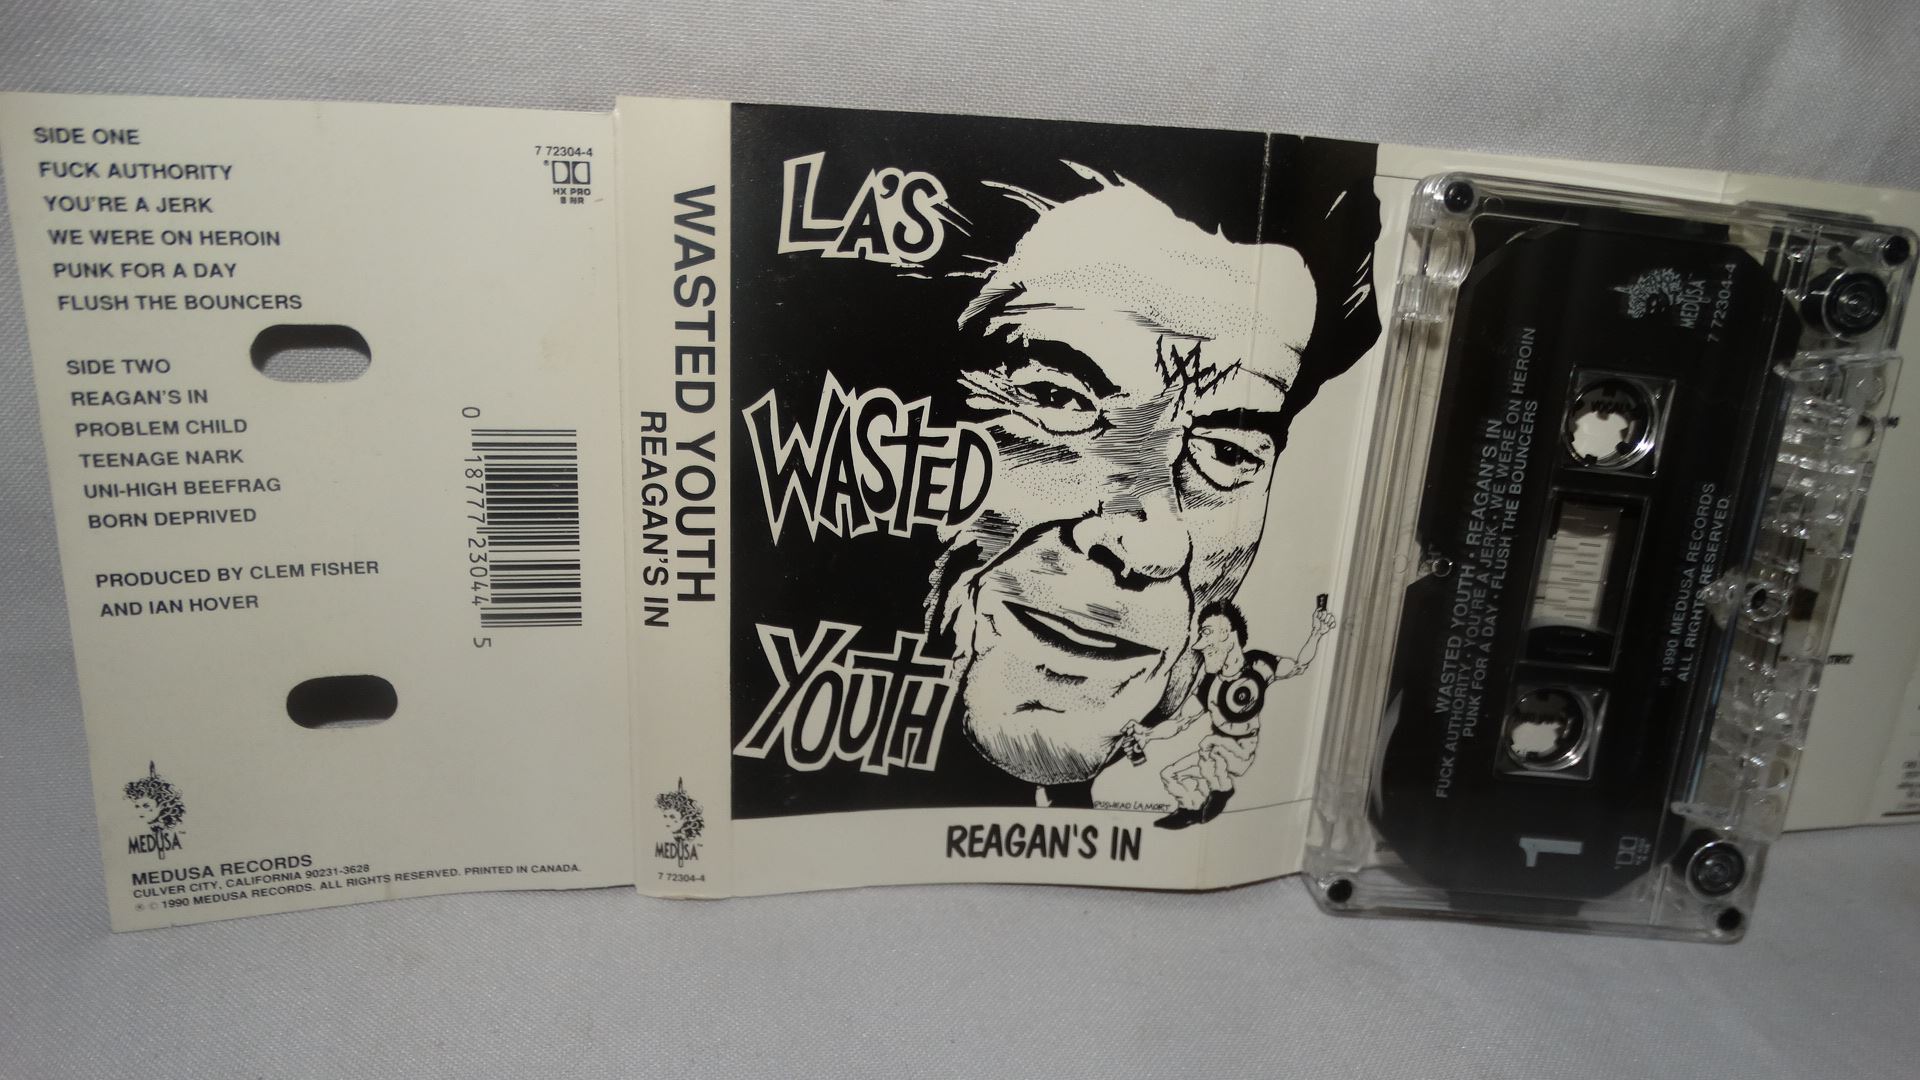 SIDE ONE
FUCK AUTHORITY
YOU'RE A JERK
WE WERE ON HEROIN
PUNK FOR A DAY
FLUSH THE BOUNCERS
SIDE TWO
REAGAN'S IN
PROBLEM CHILD
TEENAGE NARK
UNI-HIGH BEEFRAG
BORN DEPRIVED
PRODUCED BY CLEM FISHER
AND IAN HOVER
7 72304-4
HX PRO
B NR
0 18777 23044 5
MEDUSA™
MEDUSA RECORDS
CULVER CITY, CALIFORNIA 90231-3628
℗ © 1990 MEDUSA RECORDS. ALL RIGHTS RESERVED. PRINTED IN CANADA.
WASTED YOUTH
REAGAN'S IN
MEDUSA™
7 72304-4
LA'S
WASTED
YOUTH
PUSHEAD LAMORT
REAGAN'S IN
MEDUSA™
7 72304-4
WASTED YOUTH • REAGAN'S IN
FUCK AUTHORITY • YOU'RE A JERK • WE WERE ON HEROIN
PUNK FOR A DAY • FLUSH THE BOUNCERS
℗ 1990 MEDUSA RECORDS
ALL RIGHTS RESERVED.
1